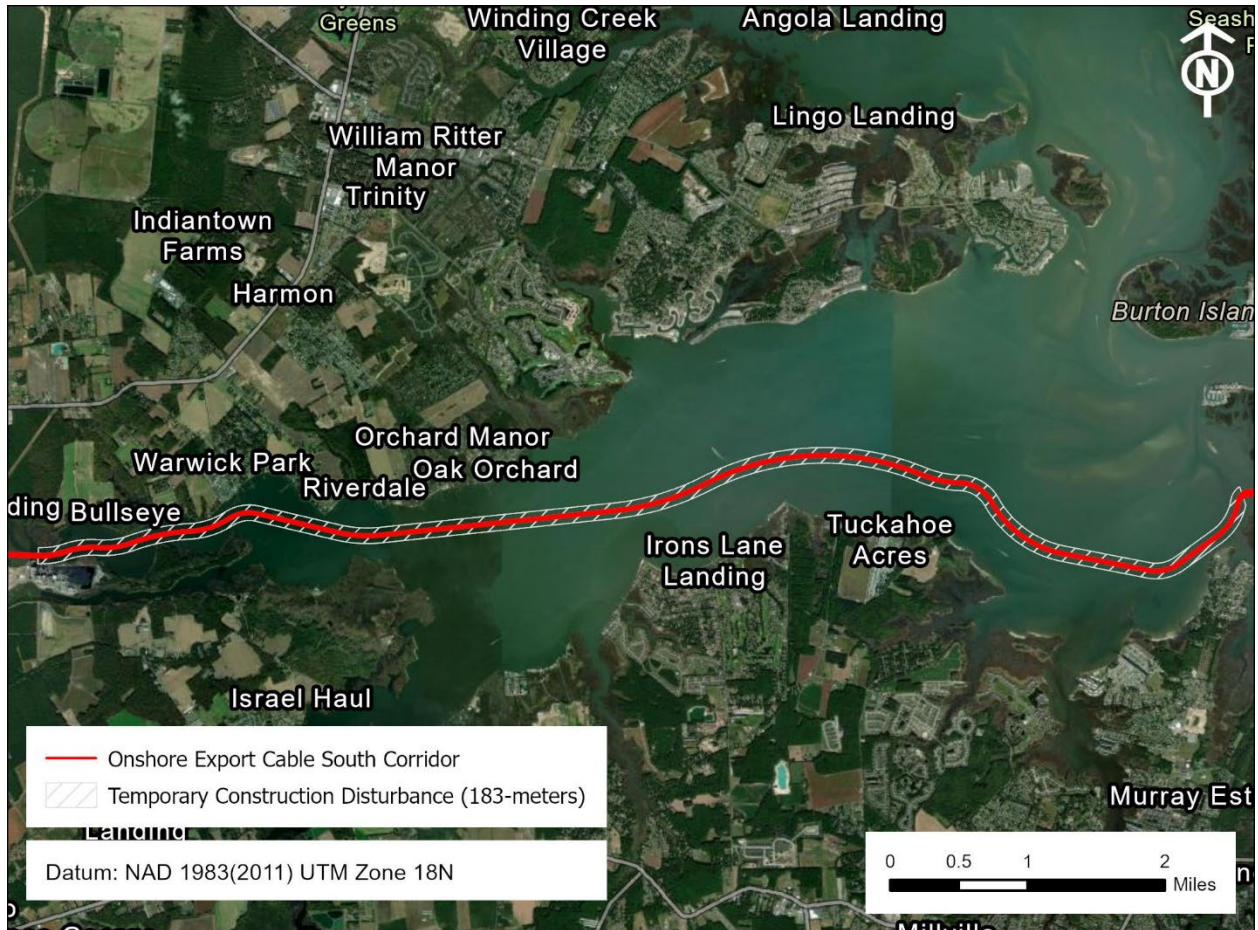 Greens
Winding Creek
Village
Angola Landing
Seash
N
Lingo Landing
William Ritter
Manor
Trinity
Indiantown
Farms
Harmon
Burton Islan
Orchard Manor
Oak Orchard
Warwick Park
Riverdale
ding
Bullseye
Tuckahoe
Acres
Irons Lane
Landing
Israel Haul
Onshore Export Cable South Corridor
Temporary Construction Disturbance (183-meters)
Landing
Murray Est
Datum: NAD 1983(2011) UTM Zone 18N
0 0.5 1 2
Miles
Millville